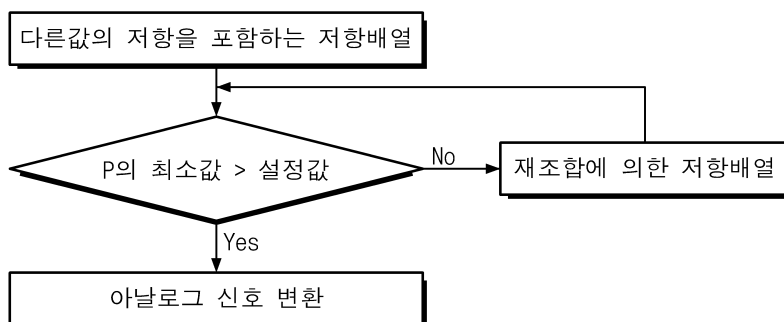 다른값의 저항을 포함하는 저항배열
P의 최소값 > 설정값
No
재조합에 의한 저항배열
Yes
아날로그 신호 변환